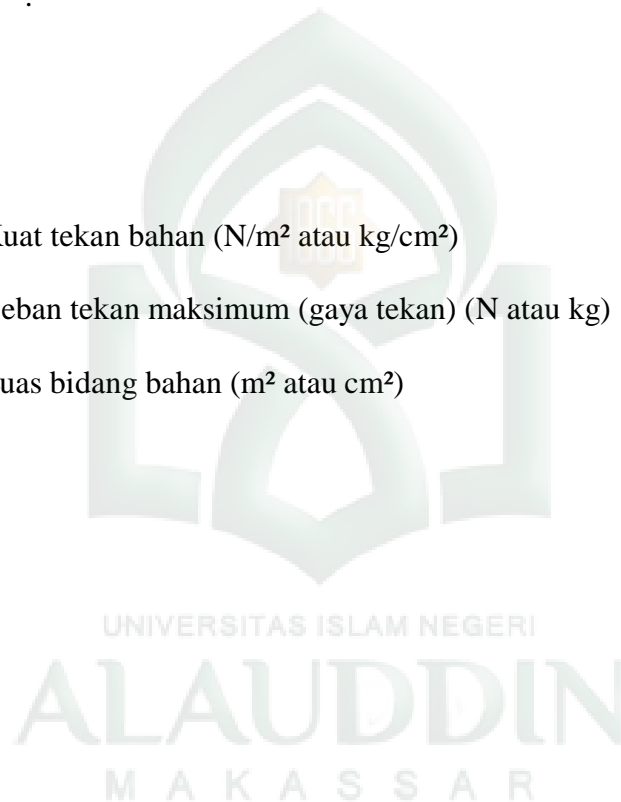 .
uat tekan bahan (N/m² atau kg/cm²)
eban tekan maksimum (gaya tekan) (N atau kg)
uas bidang bahan (m² atau cm²)
UNIVERSITAS ISLAM NEGERI
ALAUDDIN
MAKASSAR